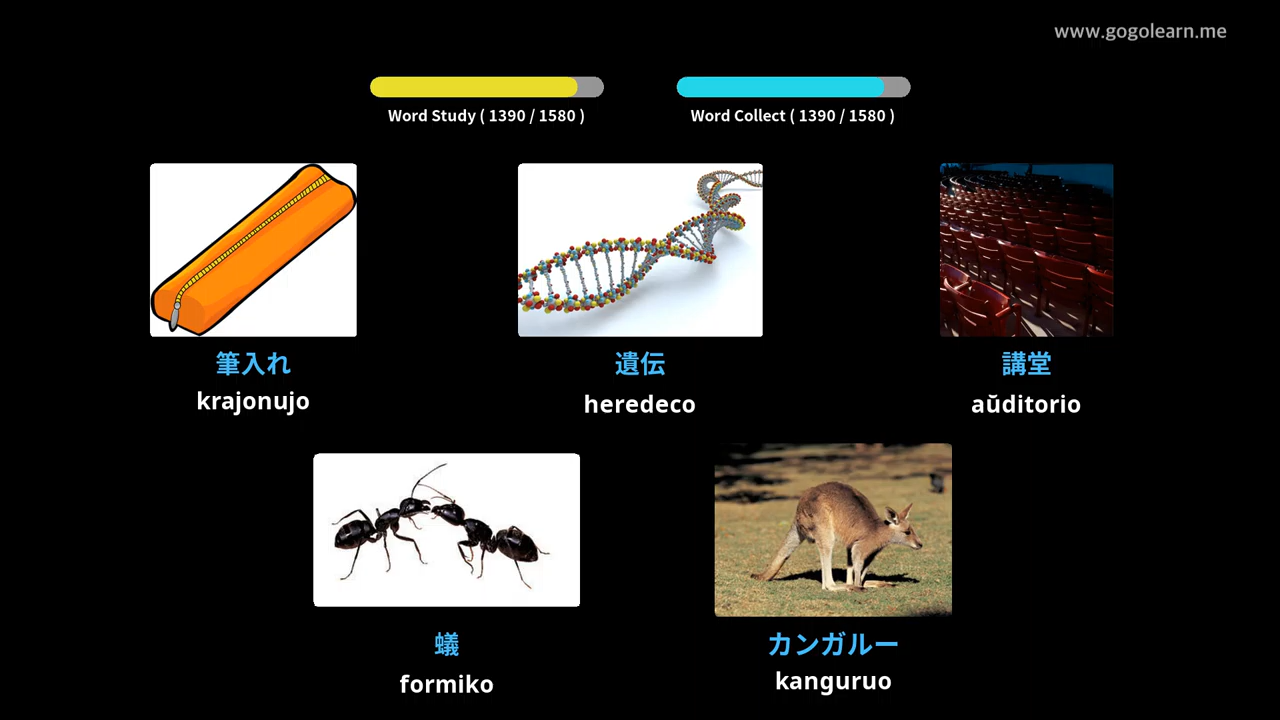 www.gogolearn.me
Word Study ( 1390 / 1580 )
Word Collect ( 1390 / 1580 )
筆入れ
krajonujo
遺伝
heredeco
講堂
aŭditorio
蟻
formiko
カンガルー
kanguruo